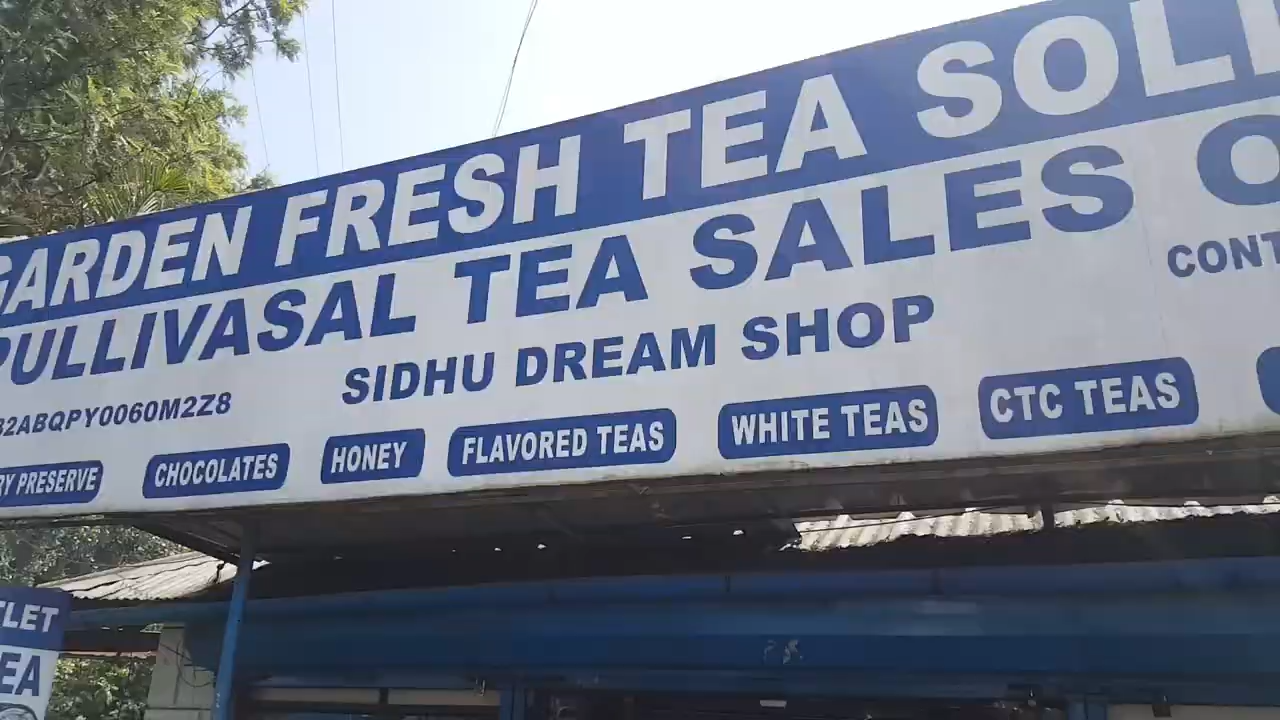 GARDEN FRESH TEA SOL
PULLIVASAL TEA SALES O
CONT
SIDHU DREAM SHOP
32ABQPY0060M2Z8
RY PRESERVE
CHOCOLATES
HONEY
FLAVORED TEAS
WHITE TEAS
CTC TEAS
TLET
EA